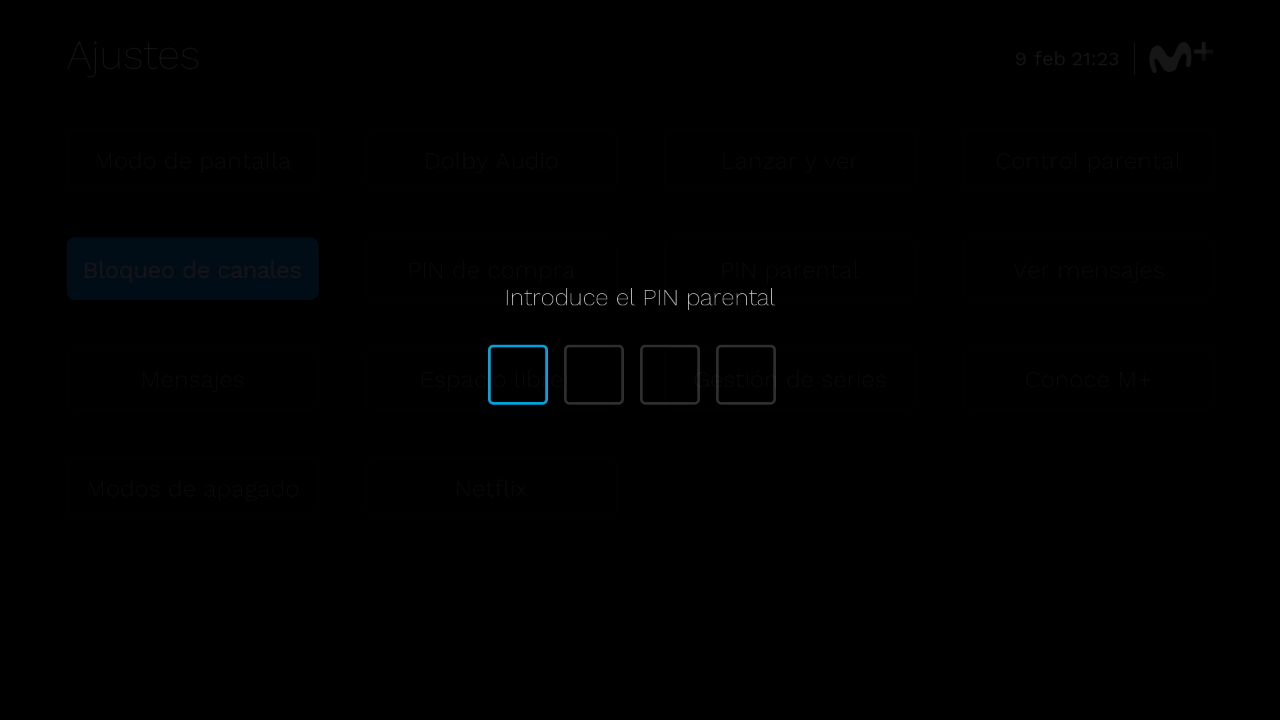 Ajustes
9 feb 21:23
M+
Modo de pantalla
Dolby Audio
Lanzar y ver
Control parental
Bloqueo de canales
PIN de compra
PIN parental
Ver mensajes
Introduce el PIN parental
Mensajes
Espacio libre
Gestión de series
Conoce M+
Modos de apagado
Netflix